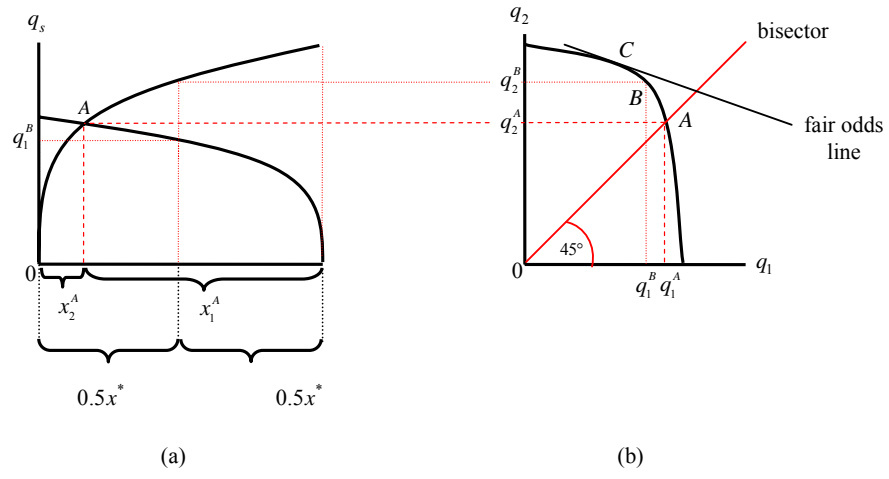 q_s
A
q_1^B
0
x_2^A
x_1^A
0.5x^*
0.5x^*
(a)
q_2
bisector
C
q_2^B
B
q_2^A
A
fair odds
line
45°
0
q_1
q_1^B q_1^A
(b)